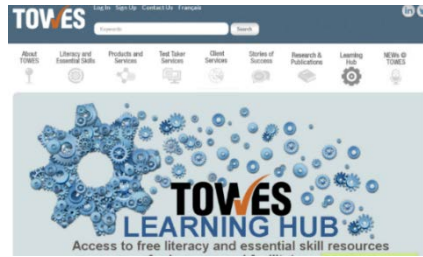 Log In Sign Up Contact Us Français
TOWES
Keywords Search
About TOWES
Literacy and Essential Skills
Products and Services
Test Taker Services
Client Services
Stories of Success
Research & Publications
Learning Hub
NEWs @ TOWES
TOWES
LEARNING HUB
Access to free literacy and essential skill resources